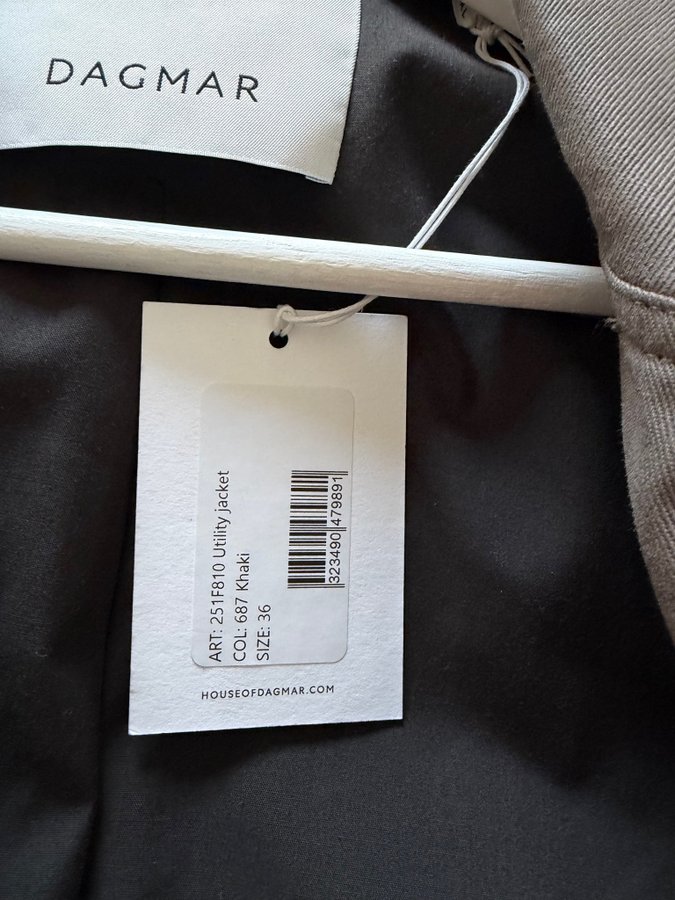 DAGMAR
ART: 251F810 Utility jacket
COL: 687 Khaki
SIZE: 36
323490 479891
HOUSEOFDAGMAR.COM